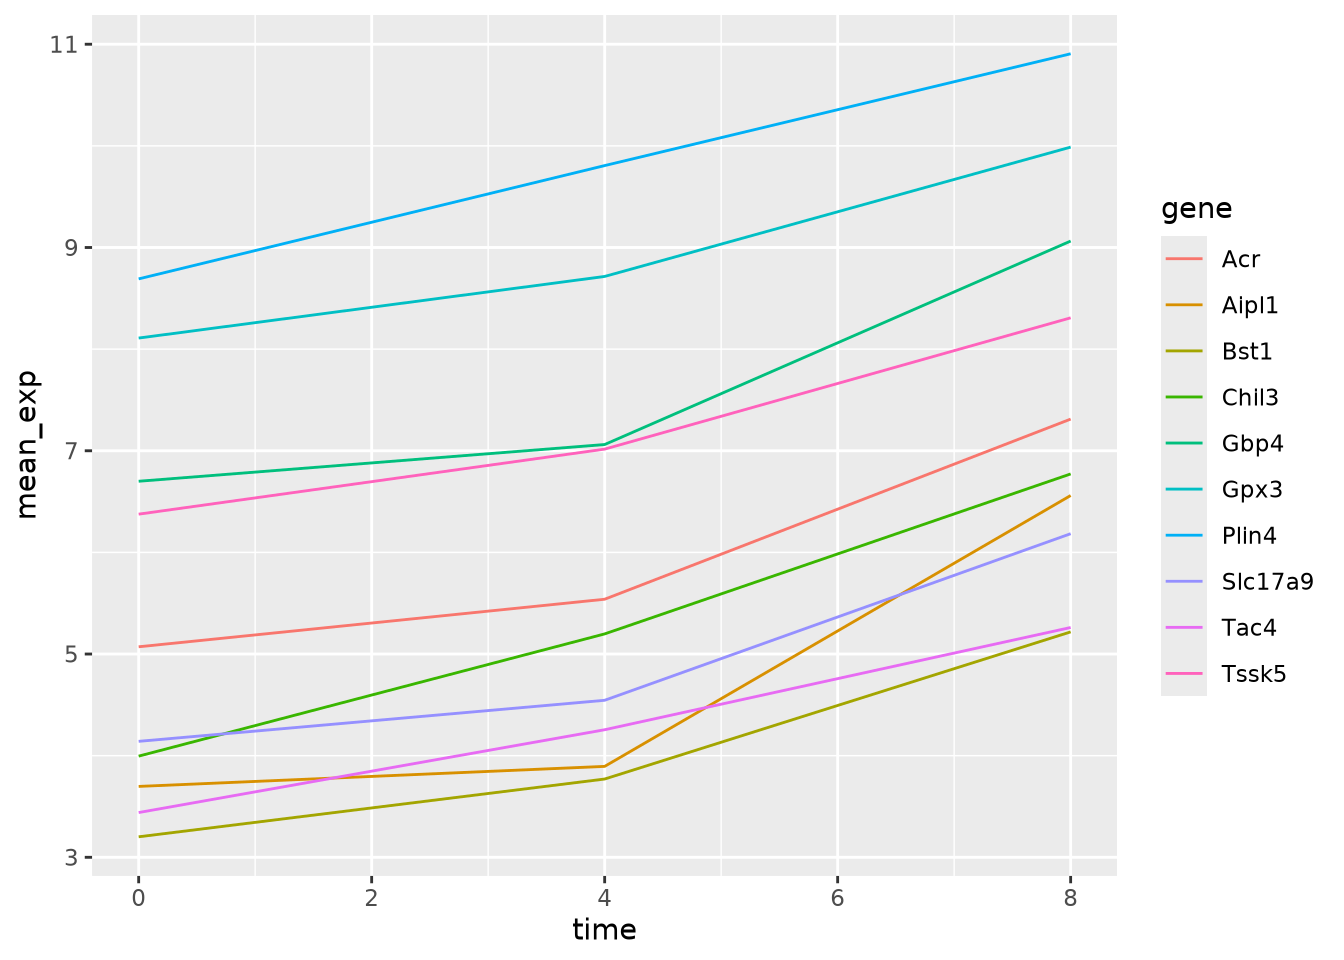 11
9
7
5
3
mean_exp
0 2 4 6 8
time
gene
Acr
Aipl1
Bst1
Chil3
Gbp4
Gpx3
Plin4
Slc17a9
Tac4
Tssk5